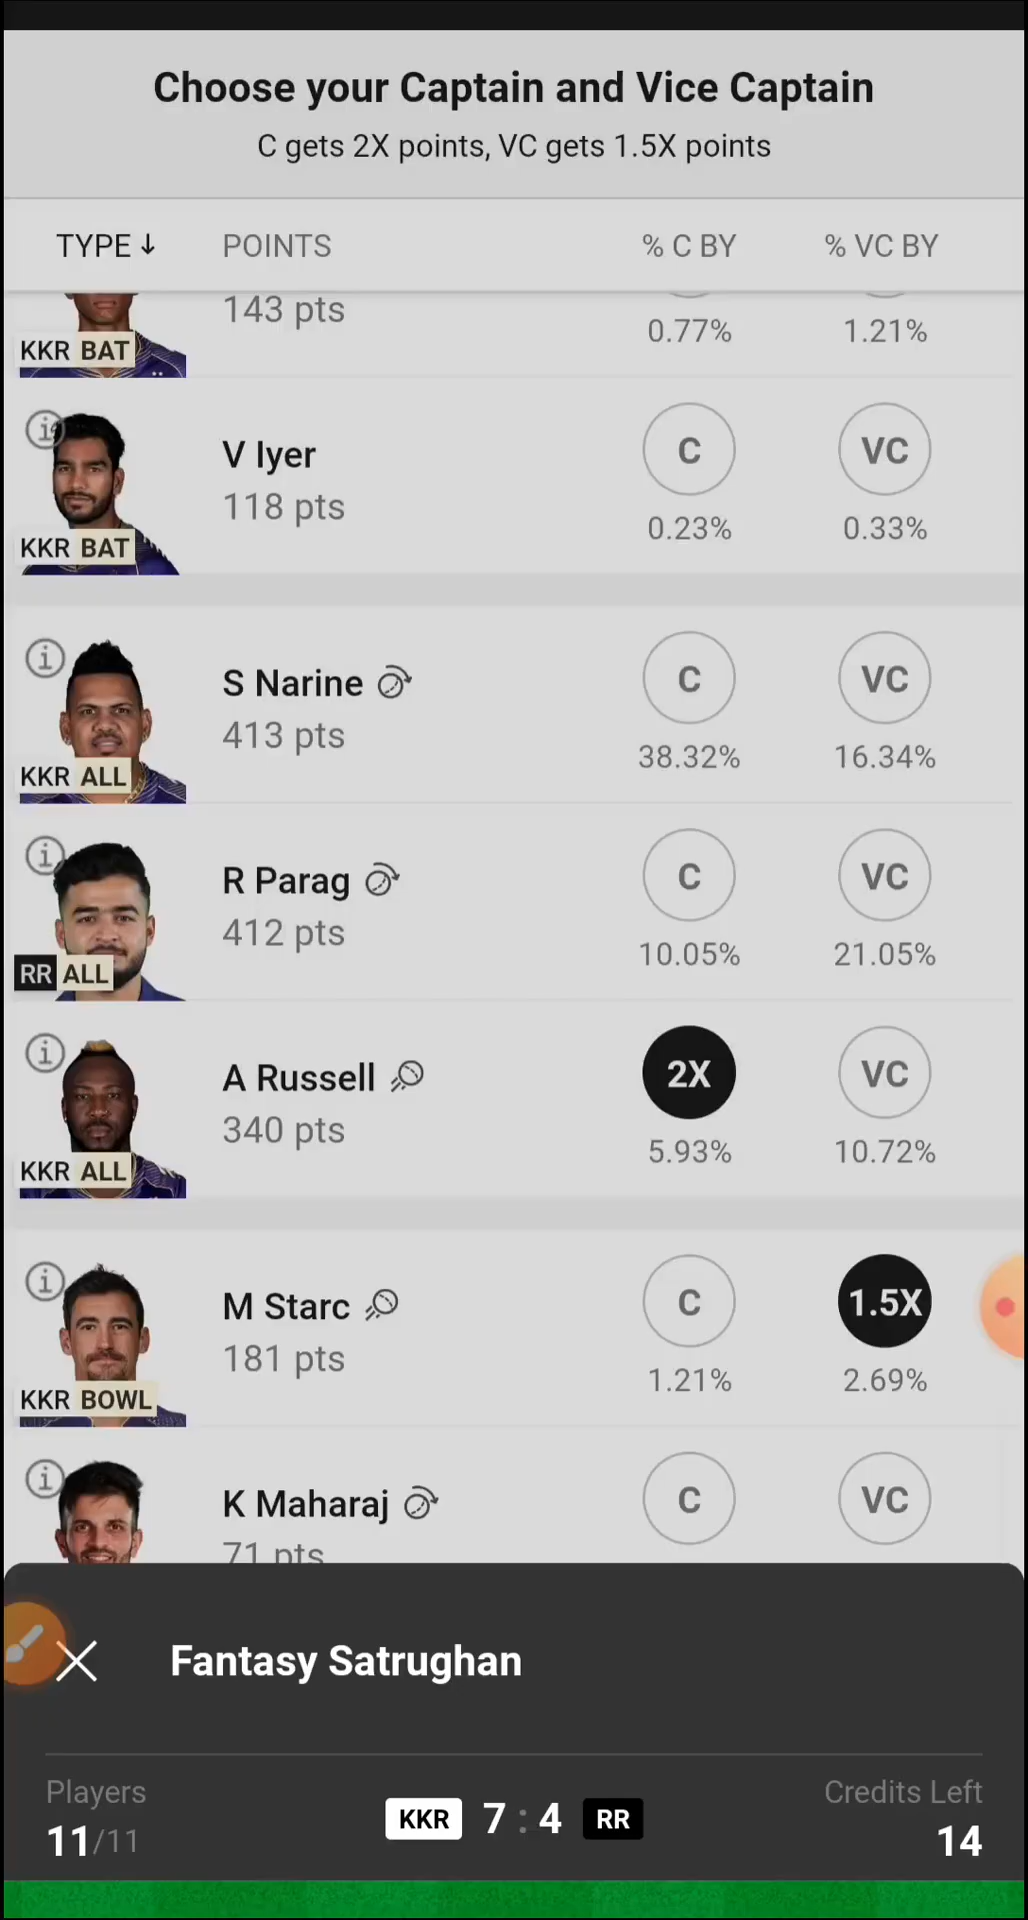 Choose your Captain and Vice Captain
C gets 2X points, VC gets 1.5X points
TYPE ↓ POINTS % C BY % VC BY
143 pts 0.77% 1.21%
KKR BAT
V Iyer C VC
118 pts 0.23% 0.33%
KKR BAT
S Narine C VC
413 pts 38.32% 16.34%
KKR ALL
R Parag C VC
412 pts 10.05% 21.05%
RR ALL
A Russell 2X VC
340 pts 5.93% 10.72%
KKR ALL
M Starc C 1.5X
181 pts 1.21% 2.69%
KKR BOWL
K Maharaj C VC
71 pts
Fantasy Satrughan
Players Credits Left
11/11 KKR 7 : 4 RR 14